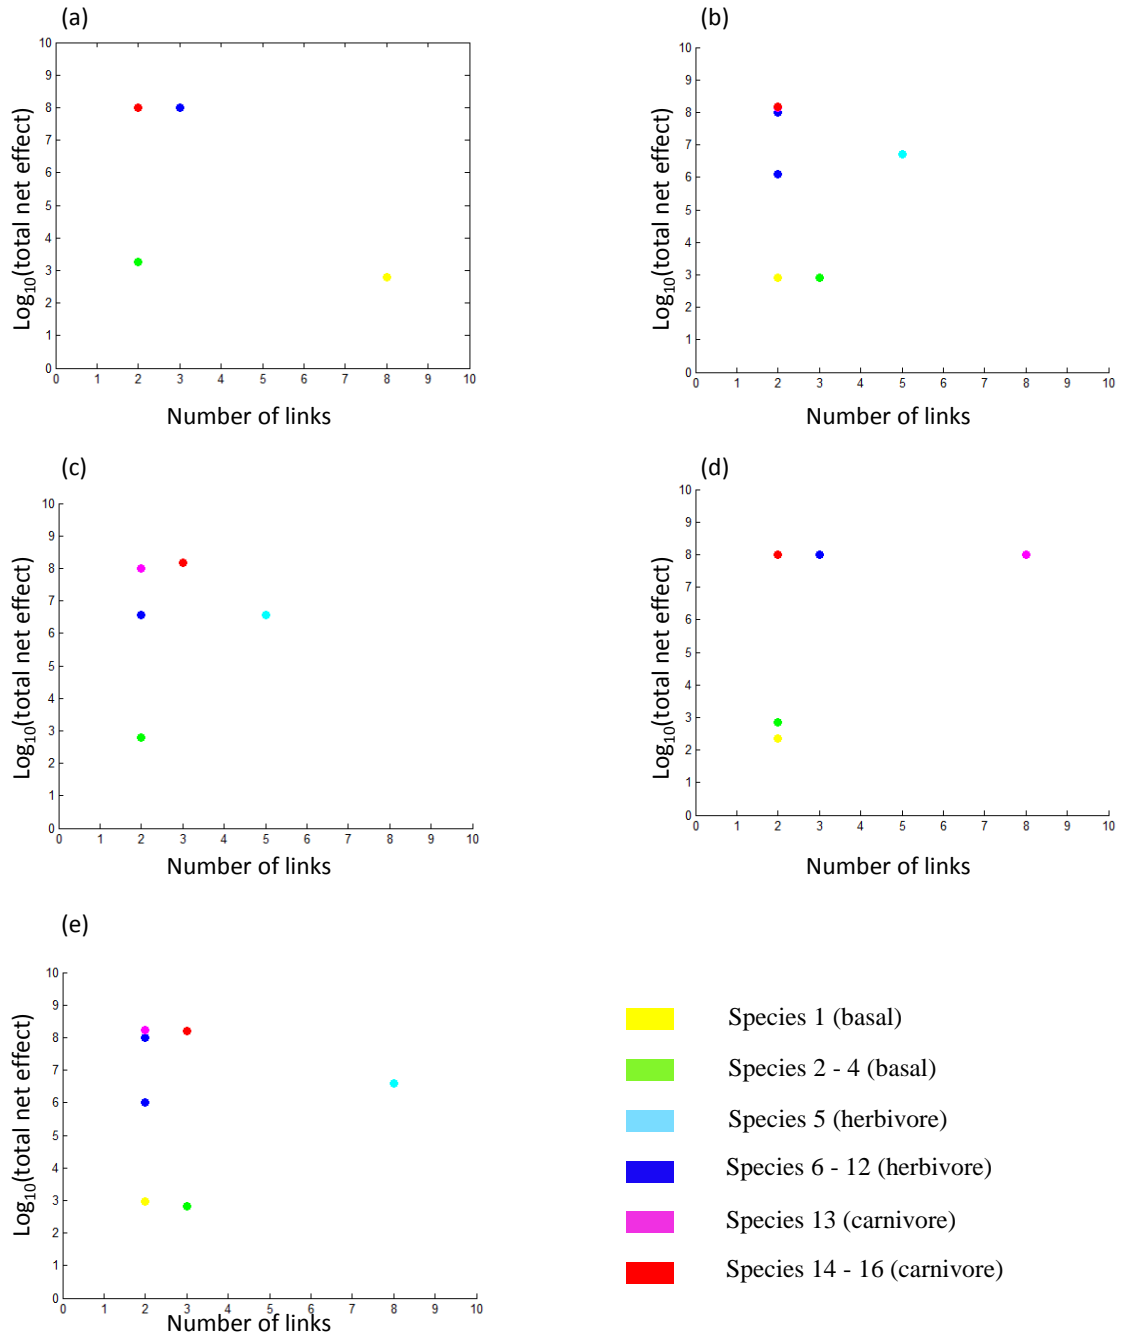 (a)
10
9
8
7
6
5
4
3
2
1
0
0 1 2 3 4 5 6 7 8 9 10
Log10(total net effect)
Number of links
(b)
10
9
8
7
6
5
4
3
2
1
0
0 1 2 3 4 5 6 7 8 9 10
Log10(total net effect)
Number of links
(c)
10
9
8
7
6
5
4
3
2
1
0
0 1 2 3 4 5 6 7 8 9 10
Log10(total net effect)
Number of links
(d)
10
9
8
7
6
5
4
3
2
1
0
0 1 2 3 4 5 6 7 8 9 10
Log10(total net effect)
Number of links
(e)
10
9
8
7
6
5
4
3
2
1
0
0 1 2 3 4 5 6 7 8 9 10
Log10(total net effect)
Number of links
Species 1 (basal)
Species 2 - 4 (basal)
Species 5 (herbivore)
Species 6 - 12 (herbivore)
Species 13 (carnivore)
Species 14 - 16 (carnivore)